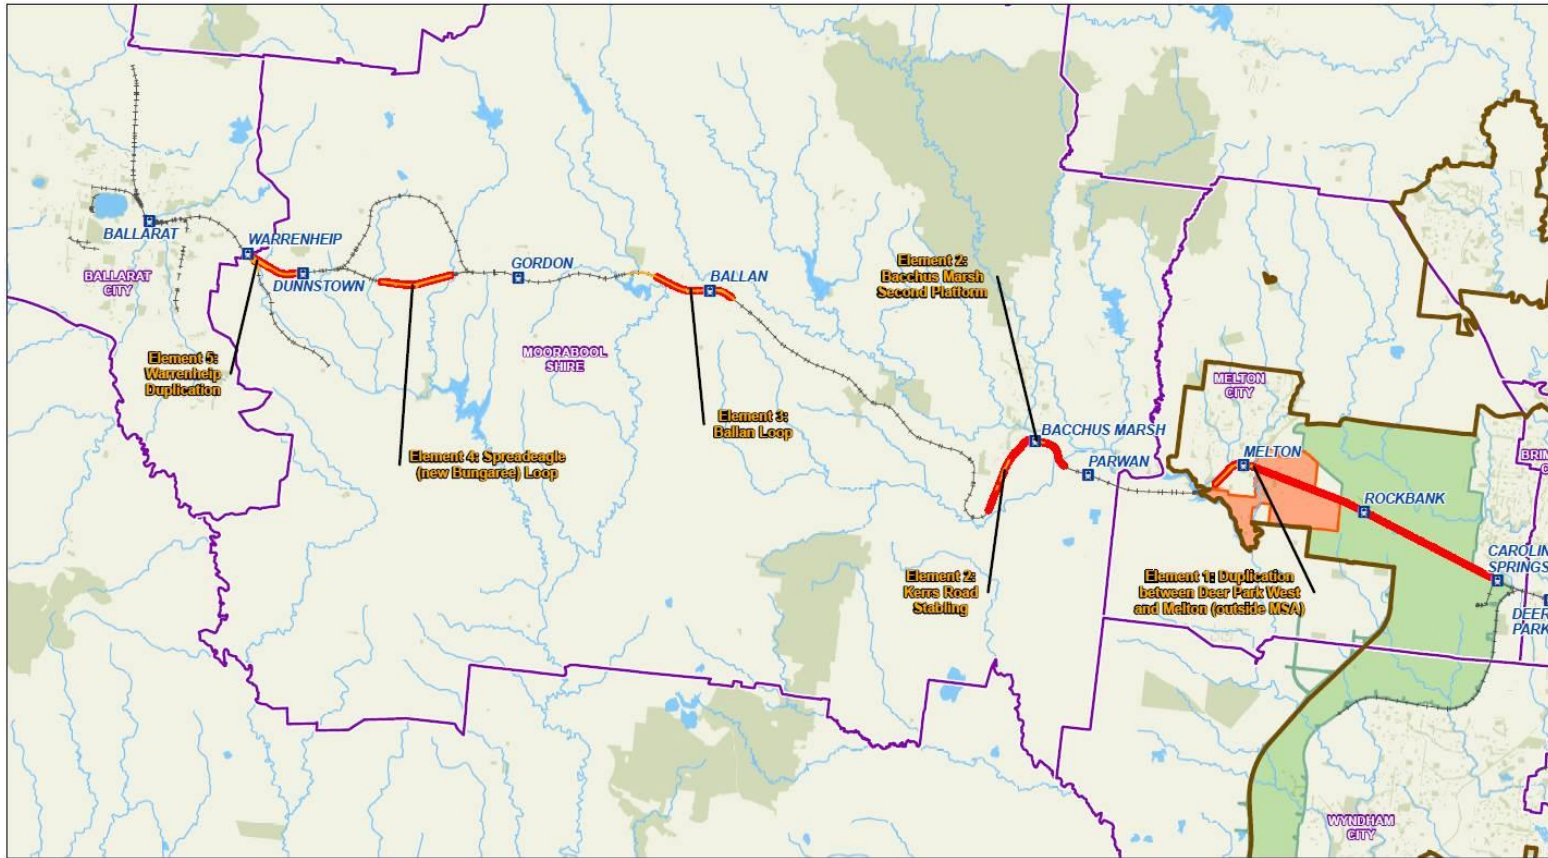 BALLARAT
BALLARAT
CITY
WARRENHEIP
DUNNSTOWN
GORDON
BALLAN
Element 2:
Bacchus Marsh
Second Platform
Element 5:
Warrenheip
Duplication
MOORABOOL
SHIRE
Element 3:
Ballan Loop
Element 4: Spreadeagle
(new Bungaree) Loop
BACCHUS MARSH
PARWAN
MELTON
CITY
MELTON
ROCKBANK
BRIM
C
CAROLIN
SPRINGS
DEER
PARK
Element 2:
Kerrs Road
Stabling
Element 1: Duplication
between Deer Park West
and Melton (outside MSA)
WYNDHAM
CITY